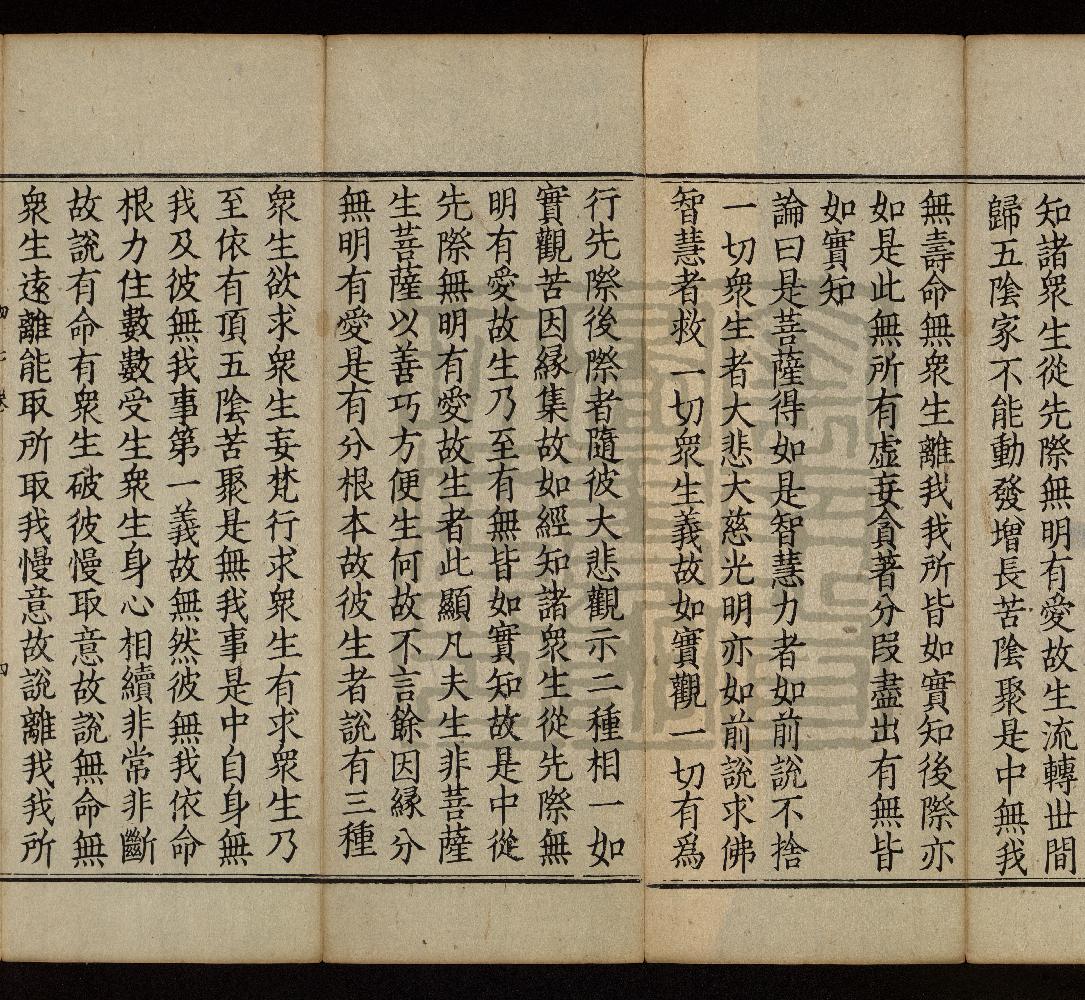 知諸衆生從先際無明有愛故生流轉世間
歸五陰家不能動發增長苦陰聚是中無我
無壽命無衆生離我我所皆如實知後際亦
如是此無所有虛妄貪著分段盡出有無皆
如實知
論曰是菩薩得如是智慧力者如前說不捨
一切衆生者大悲大慈光明亦如前說求佛
智慧者救一切衆生義故如實觀一切有爲
行先際後際者隨彼大悲觀示二種相一如
實觀苦因縁集故如經知諸衆生從先際無
明有愛故生乃至有無皆如實知故是中從
先際無明有愛故生者此顯凡夫生非菩薩
生菩薩以善巧方便生何故不言餘因縁分
無明有愛是有分根本故彼生者說有三種
衆生欲求衆生妄梵行求衆生有求衆生乃
至依有頂五陰苦聚是無我事是中自身無
我及彼無我事第一義故無然彼無我依命
根力住數數受生衆生身心相續非常非斷
故說有命有衆生破彼慢取意故說無命無
衆生遠離能取所取我慢意故說離我我所